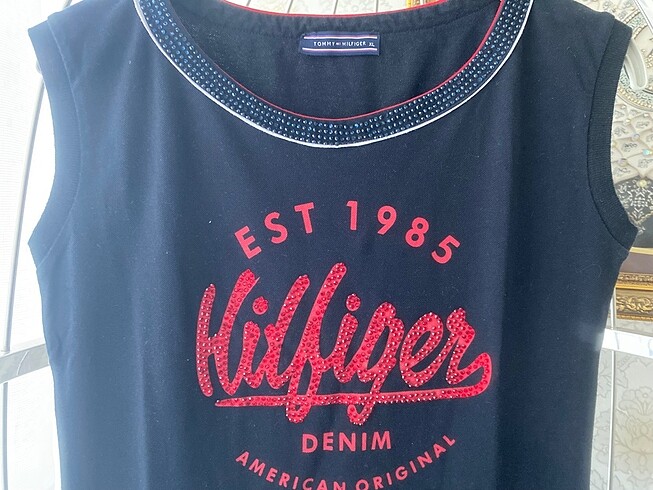 TOMMY HILFIGER XL
EST 1985
Hilfiger
DENIM
AMERICAN ORIGINAL